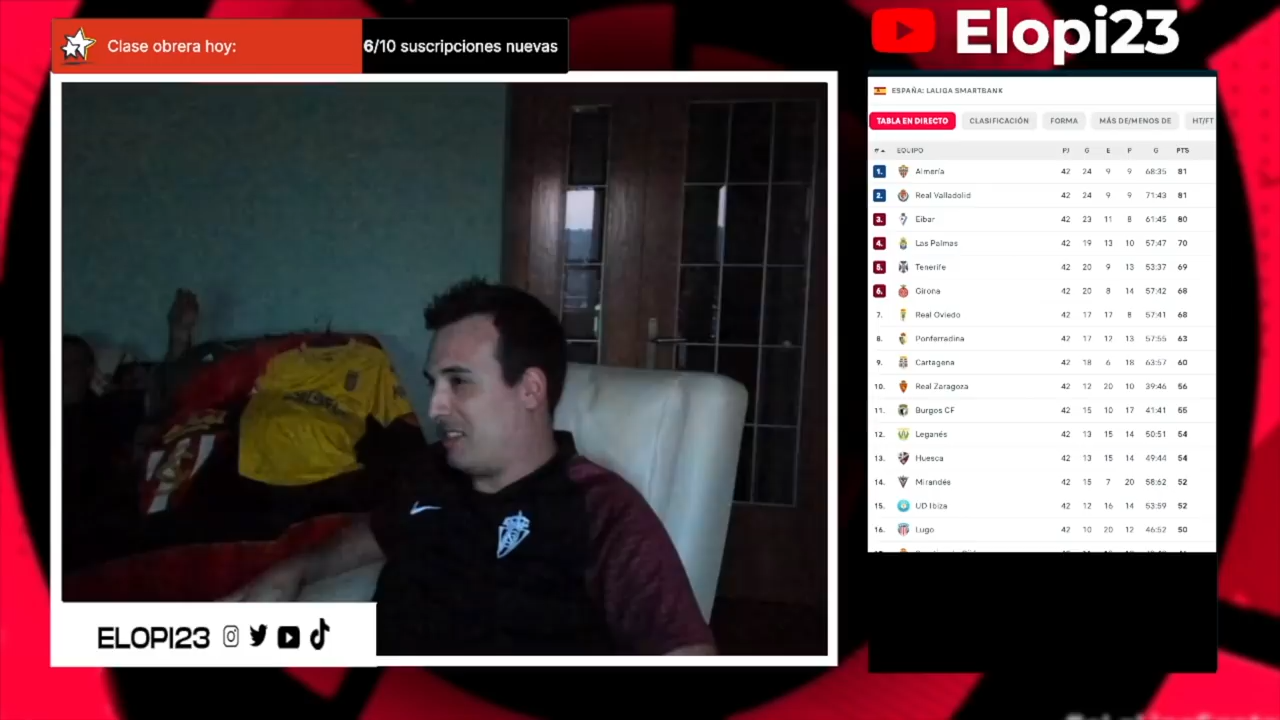 Clase obrera hoy:
6/10 suscripciones nuevas
Elopi23
ESPAÑA: LALIGA SMARTBANK
TABLA EN DIRECTO CLASIFICACIÓN FORMA MÁS DE/MENOS DE HT/FT
# EQUIPO PJ G E P G PTS
1. Almería 42 24 9 9 68:35 81
2. Real Valladolid 42 24 9 9 71:43 81
3. Eibar 42 23 11 8 61:45 80
4. Las Palmas 42 19 13 10 57:47 70
5. Tenerife 42 20 9 13 53:37 69
6. Girona 42 20 8 14 57:42 68
7. Real Oviedo 42 17 17 8 57:41 68
8. Ponferradina 42 17 12 13 57:55 63
9. Cartagena 42 18 6 18 63:57 60
10. Real Zaragoza 42 12 20 10 39:46 56
11. Burgos CF 42 15 10 17 41:41 55
12. Leganés 42 13 15 14 50:51 54
13. Huesca 42 13 15 14 49:44 54
14. Mirandés 42 15 7 20 58:62 52
15. UD Ibiza 42 12 16 14 53:59 52
16. Lugo 42 10 20 12 46:52 50
ELOPI23